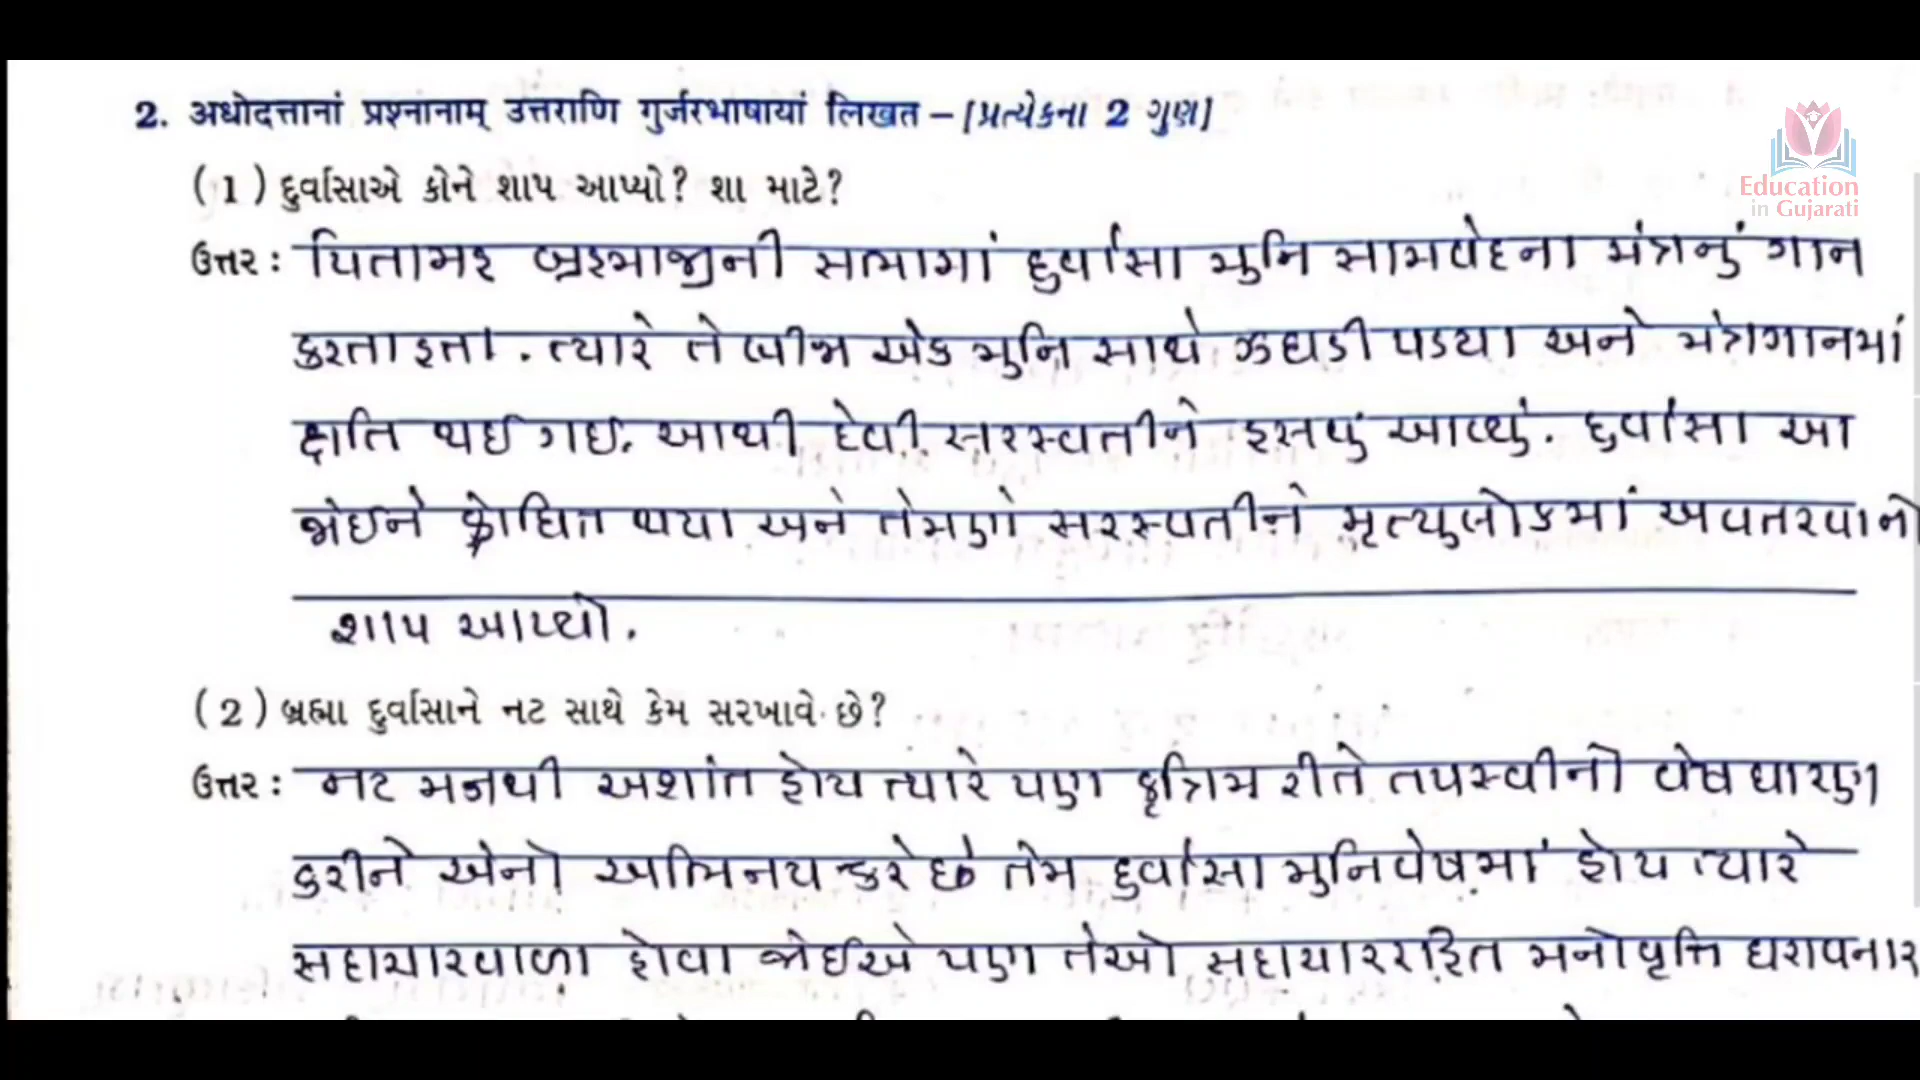 2. अधोदत्तानां प्रश्नानाम् उत्तराणि गुर्जरभाषायां लिखत – [પ્રત્યેકના 2 ગુણ]
Education
in Gujarati
(1) દુર્વાસાએ કોને શાપ આપ્યો? શા માટે?
ઉત્તર: પિતામહ બ્રહ્માજીની સભામાં દુર્વાસા મુનિ સામવેદના મંત્રનું ગાન
કરતા હતા. ત્યારે તે બીજા એક મુનિ સાથે ઝઘડી પડયા અને મંત્રગાનમાં
ક્ષતિ થઈ ગઈ. આથી દેવી સરસ્વતીને હસવું આવ્યું. દુર્વાસા આ
જોઈને ક્રોધિત થયા અને તેમણે સરસ્વતીને મૃત્યુલોકમાં અવતરવાનો
શાપ આપ્યો.
(2) બ્રહ્મા દુર્વાસાને નટ સાથે કેમ સરખાવે છે?
ઉત્તર: નટ મનથી અશાંત હોય ત્યારે પણ કૃત્રિમ રીતે તપસ્વીનો વેષ ધારણ
કરીને એનો અભિનય કરે છે તેમ દુર્વાસા મુનિવેષમાં હોય ત્યારે
સદાચારવાળા હોવા જોઈએ પણ તેઓ સદાચારરહિત મનોવૃત્તિ ધરાવનાર